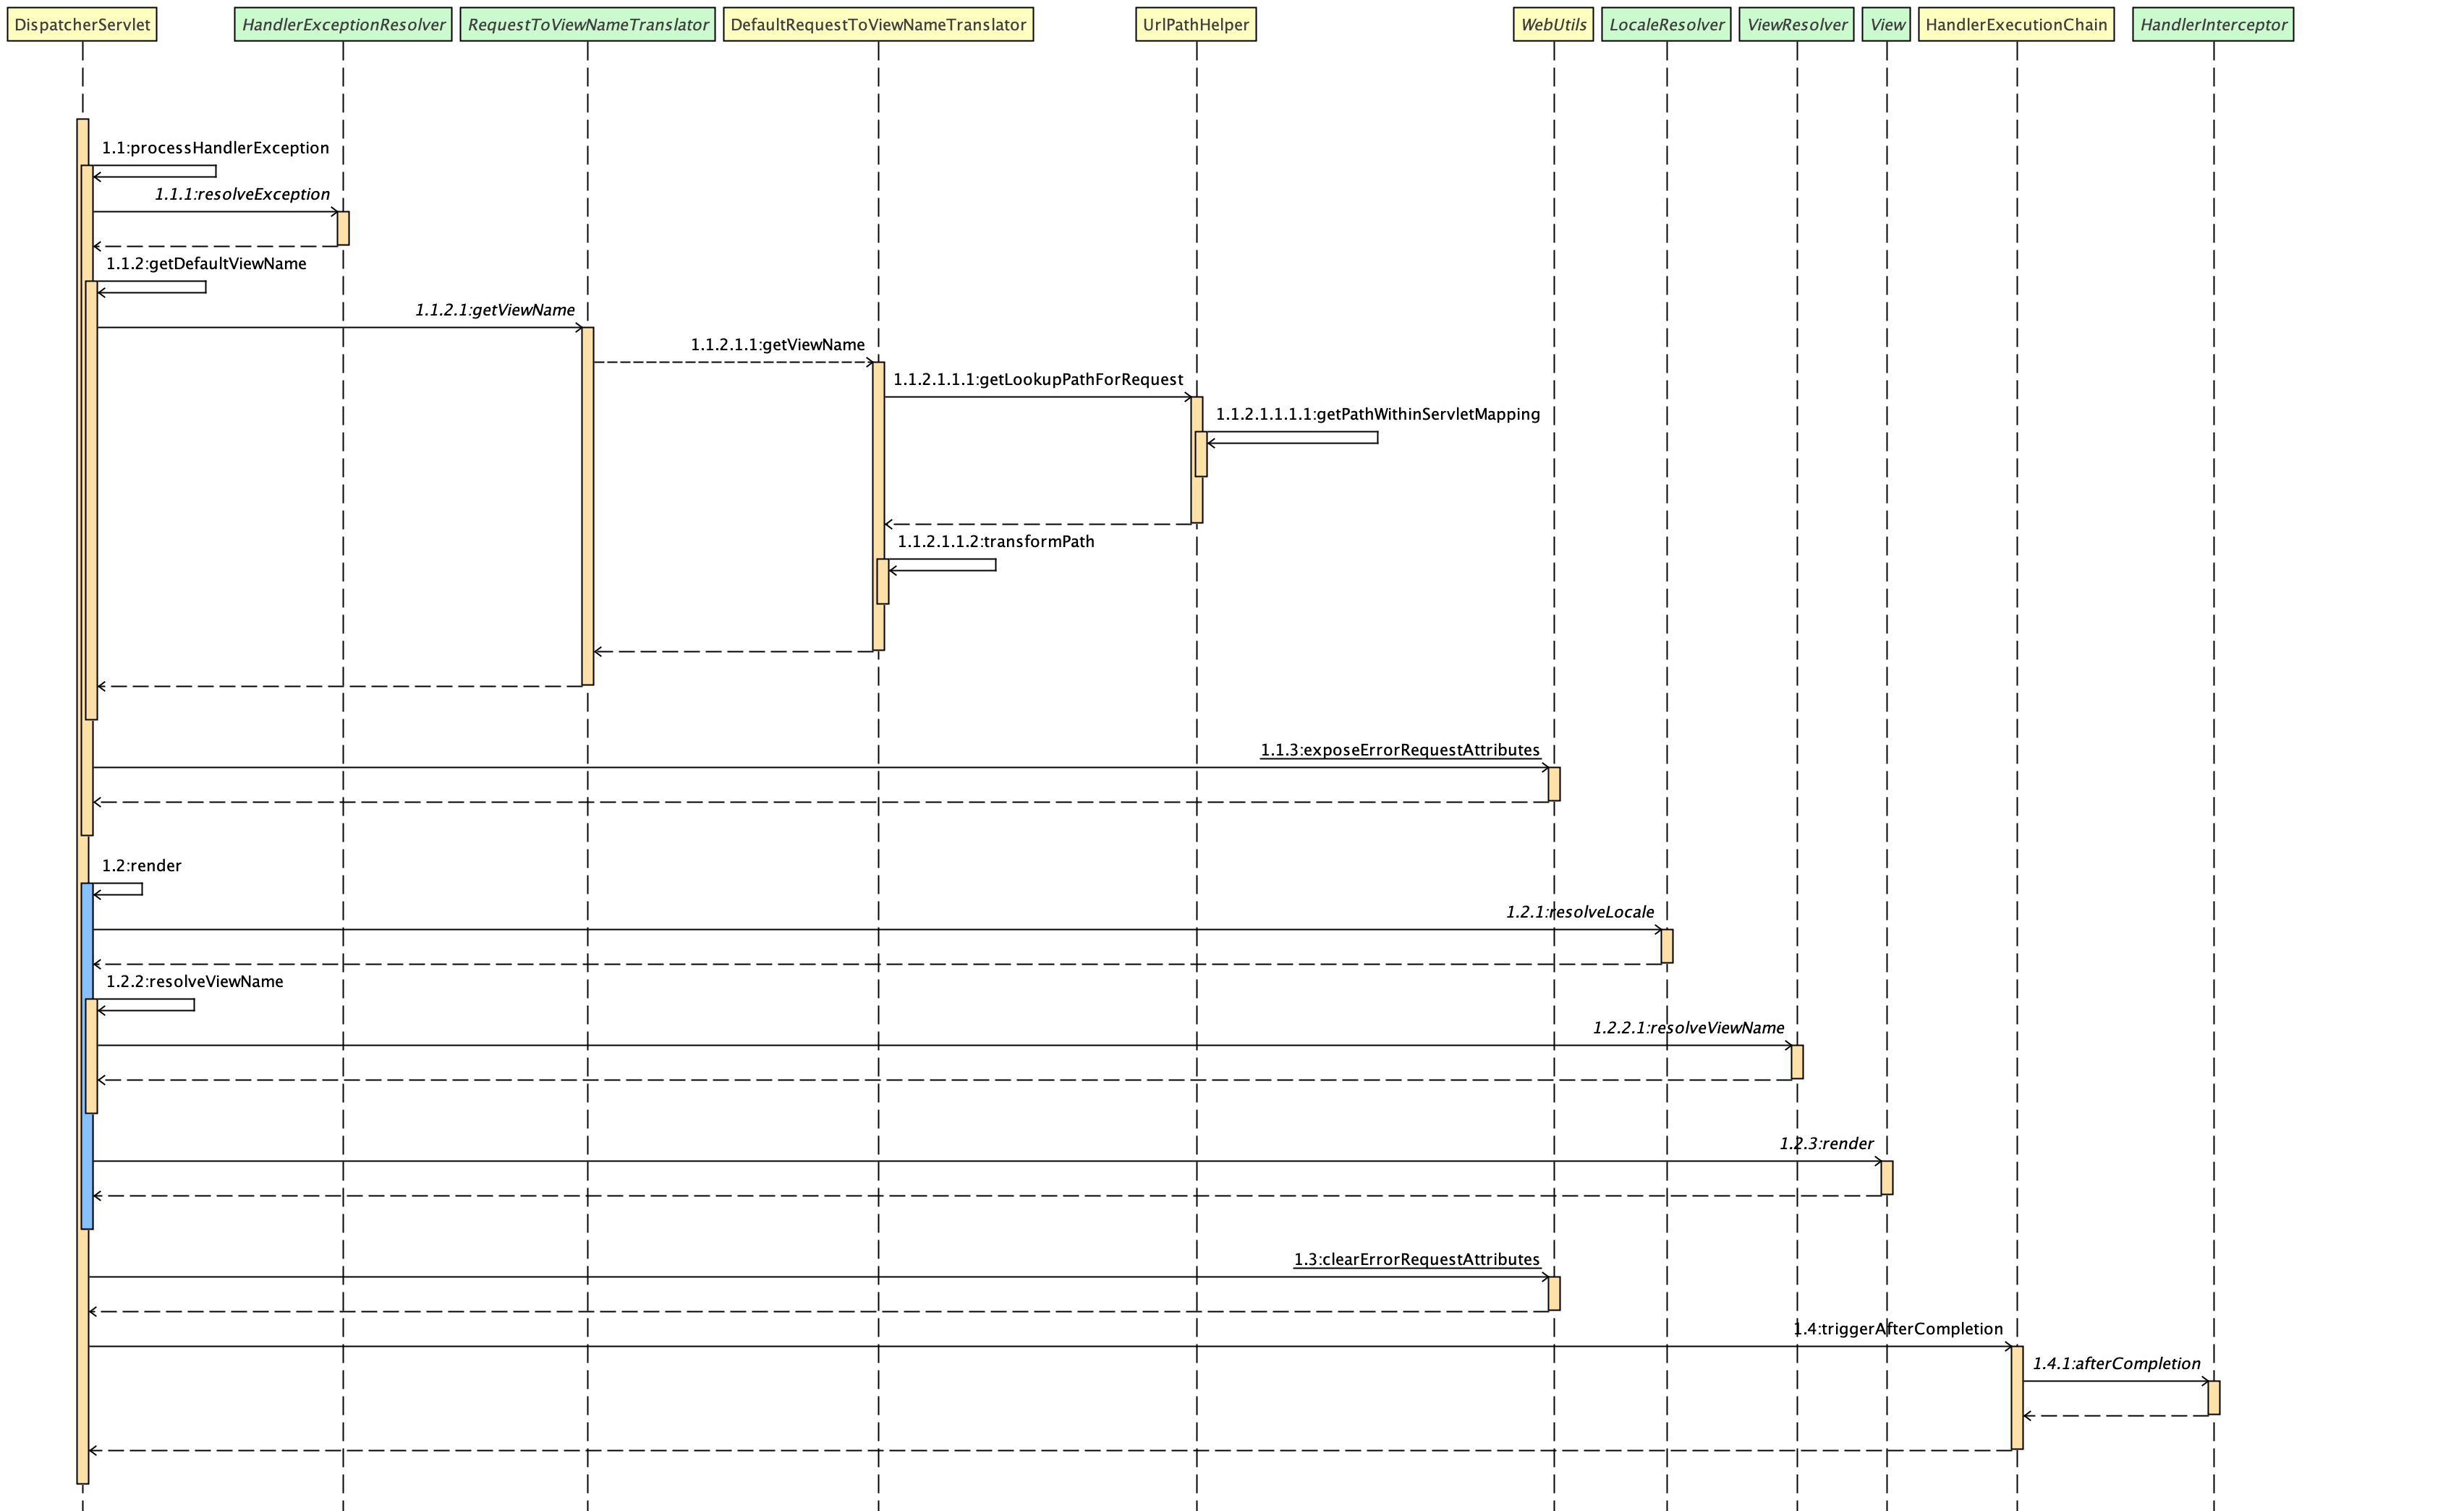 DispatcherServlet
HandlerExceptionResolver
RequestToViewNameTranslator
DefaultRequestToViewNameTranslator
UrlPathHelper
WebUtils
LocaleResolver
ViewResolver
View
HandlerExecutionChain
HandlerInterceptor
1.1:processHandlerException
1.1.1:resolveException
1.1.2:getDefaultViewName
1.1.2.1:getViewName
1.1.2.1.1:getViewName
1.1.2.1.1.1:getLookupPathForRequest
1.1.2.1.1.1.1:getPathWithinServletMapping
1.1.2.1.1.2:transformPath
1.1.3:exposeErrorRequestAttributes
1.2:render
1.2.1:resolveLocale
1.2.2:resolveViewName
1.2.2.1:resolveViewName
1.2.3:render
1.3:clearErrorRequestAttributes
1.4:triggerAfterCompletion
1.4.1:afterCompletion